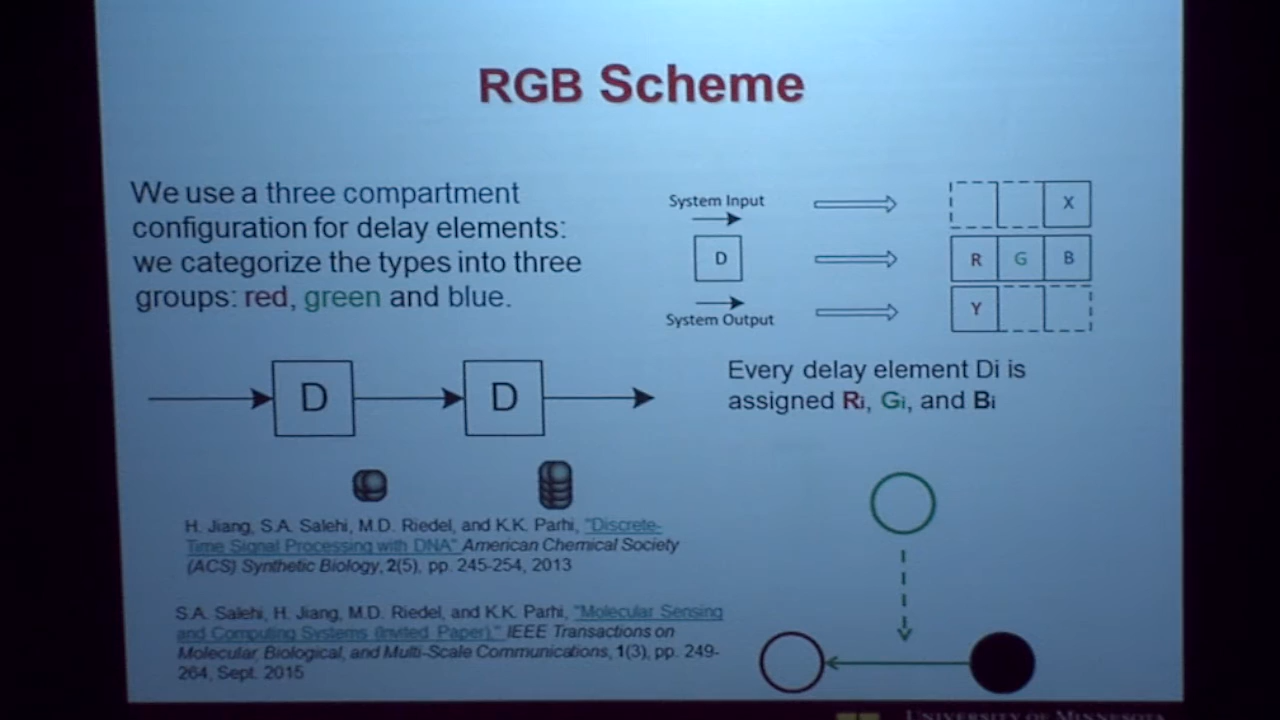 RGB Scheme
We use a three compartment
configuration for delay elements:
we categorize the types into three
groups: red, green and blue.
System Input
D
System Output
X
R G B
Y
D D
Every delay element Di is
assigned Ri, Gi, and Bi
H. Jiang, S.A. Salehi, M.D. Riedel, and K.K. Parhi, "Discrete-
Time Signal Processing with DNA" American Chemical Society
(ACS) Synthetic Biology, 2(5), pp. 245-254, 2013
S.A. Salehi, H. Jiang, M.D. Riedel, and K.K. Parhi, "Molecular Sensing
and Computing Systems (Invited Paper)," IEEE Transactions on
Molecular, Biological, and Multi-Scale Communications, 1(3), pp. 249-
264, Sept. 2015
UNIVERSITY OF MINNESOTA